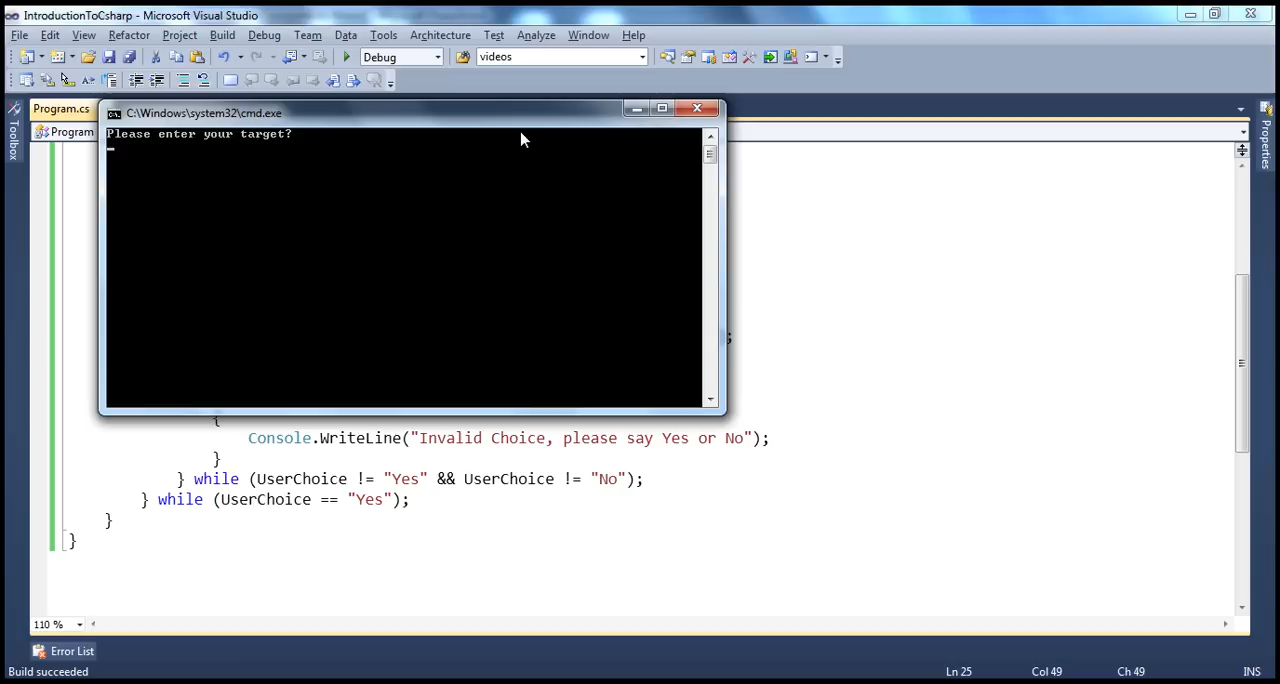 IntroductionToCsharp - Microsoft Visual Studio
File Edit View Refactor Project Build Debug Team Data Tools Architecture Test Analyze Window Help
Debug videos
Program.cs
C:\Windows\system32\cmd.exe
Program
Please enter your target?
Toolbox
Properties
;
{
Console.WriteLine("Invalid Choice, please say Yes or No");
}
} while (UserChoice != "Yes" && UserChoice != "No");
} while (UserChoice == "Yes");
}
}
110 %
Error List
Build succeeded Ln 25 Col 49 Ch 49 INS